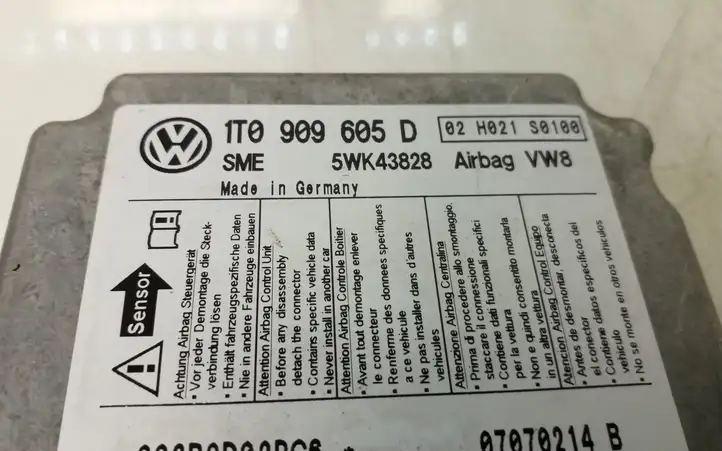 1T0 909 605 D
02 H021 S0100
SME 5WK43828 Airbag VW8
Made in Germany
Sensor
Achtung Airbag Steuergerät
• Vor jeder Demontage die Steck-
verbindung lösen
• Enthält fahrzeugspezifische Daten
• Nie in andere Fahrzeuge einbauen
Attention Airbag Control Unit
• Before any disassembly
detach the connector
• Contains specific vehicle data
• Never install in another car
Attention Airbag Controle Boitier
• Avant tout demontage enlever
le connecteur
• Renferme des donnees specifiques
a ce vehicule
• Ne pas installer dans d'autres
vehicules
Attenzione Airbag Centralina
• Prima di procedere allo smontaggio.
staccare il connessione
• Contiene dati funzionali specifici
per la vettura
• Non e quindi consentito montarla
in un altra vettura
Atencion, Airbag Control Equipo
• Antes de desmontar, desconecta
el conector
• Contiene datos especificos del
vehiculo
• No se monte en otros vehiculos
07070214 B